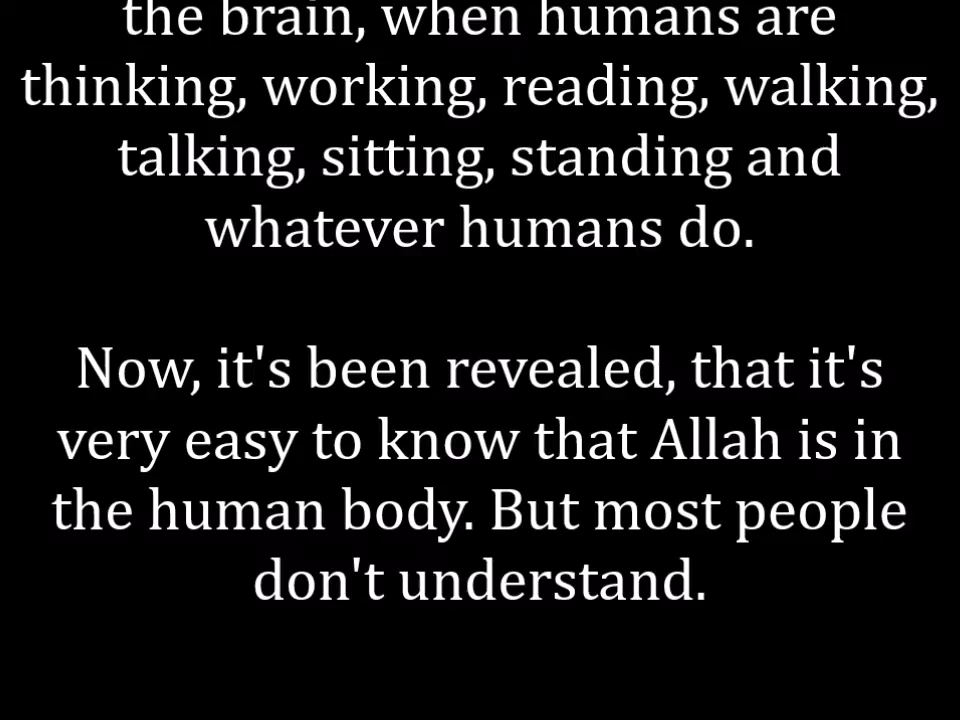 the brain, when humans are
thinking, working, reading, walking,
talking, sitting, standing and
whatever humans do.
Now, it's been revealed, that it's
very easy to know that Allah is in
the human body. But most people
don't understand.